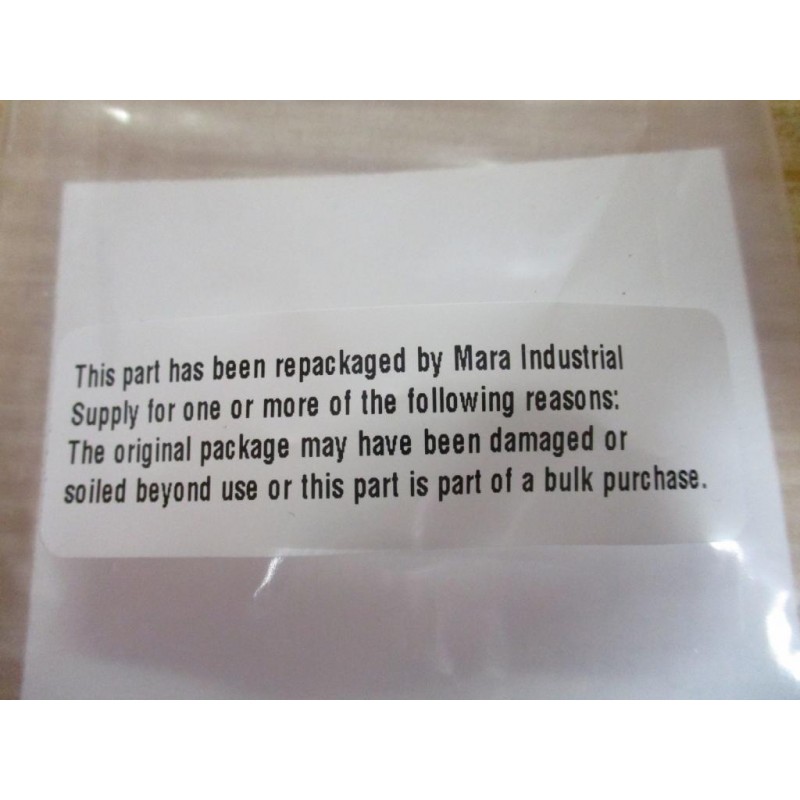 This part has been repackaged by Mara Industrial
Supply for one or more of the following reasons:
The original package may have been damaged or
soiled beyond use or this part is part of a bulk purchase.